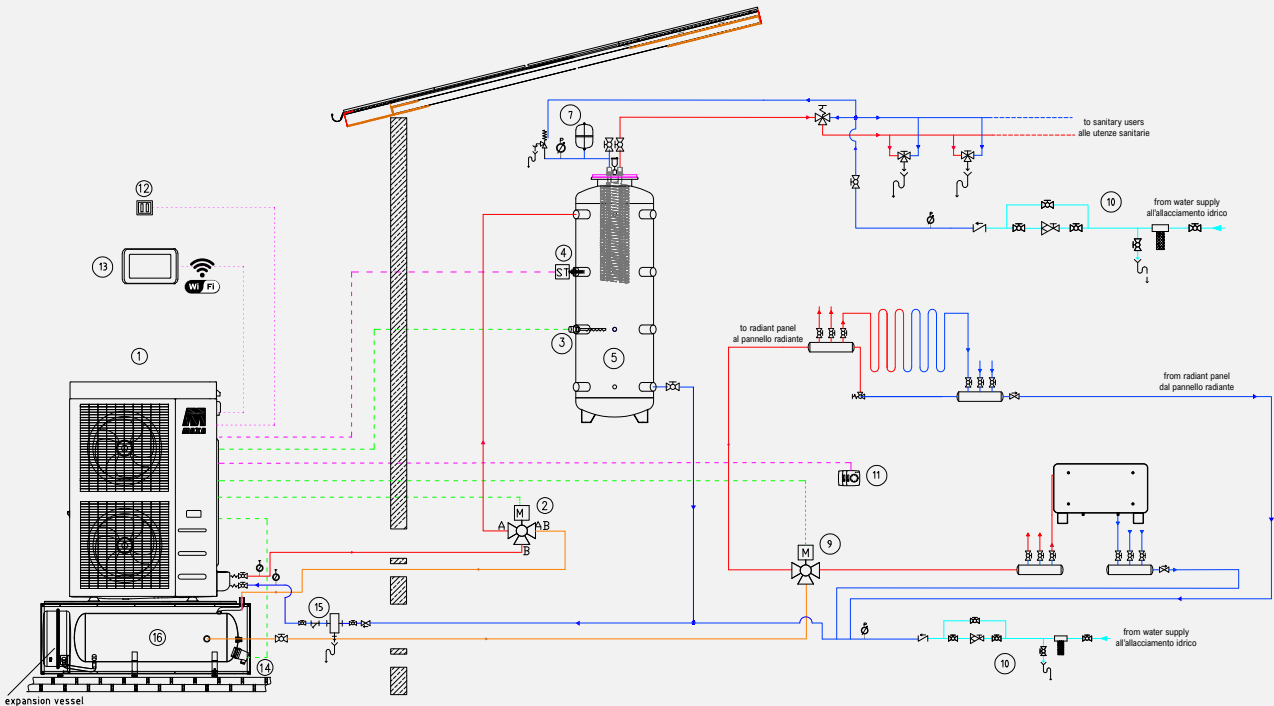 7
to sanitary users
alle utenze sanitarie
12
10
from water supply
all'allacciamento idrico
4
ST
13
Wi Fi
3
5
to radiant panel
al pannello radiante
1
from radiant panel
dal pannello radiante
11
2
M
A
AB
B
9
M
15
16
14
10
from water supply
all'allacciamento idrico
expansion vessel